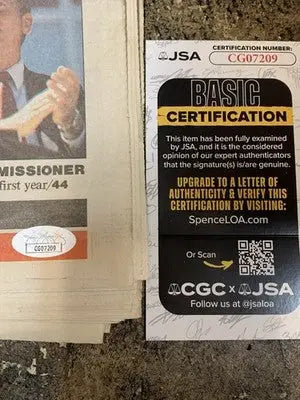 MISSIONER
first year/44
JSA
CG07209
JSA
CERTIFICATION NUMBER:
CG07209
BASIC
CERTIFICATION
This item has been fully examined
by JSA, and it is the considered
opinion of our expert authenticators
that the signature(s) is/are genuine.
UPGRADE TO A LETTER OF
AUTHENTICITY & VERIFY THIS
CERTIFICATION BY VISITING:
SpenceLOA.com
Or Scan
CGC x JSA
Follow us at @jsaloa